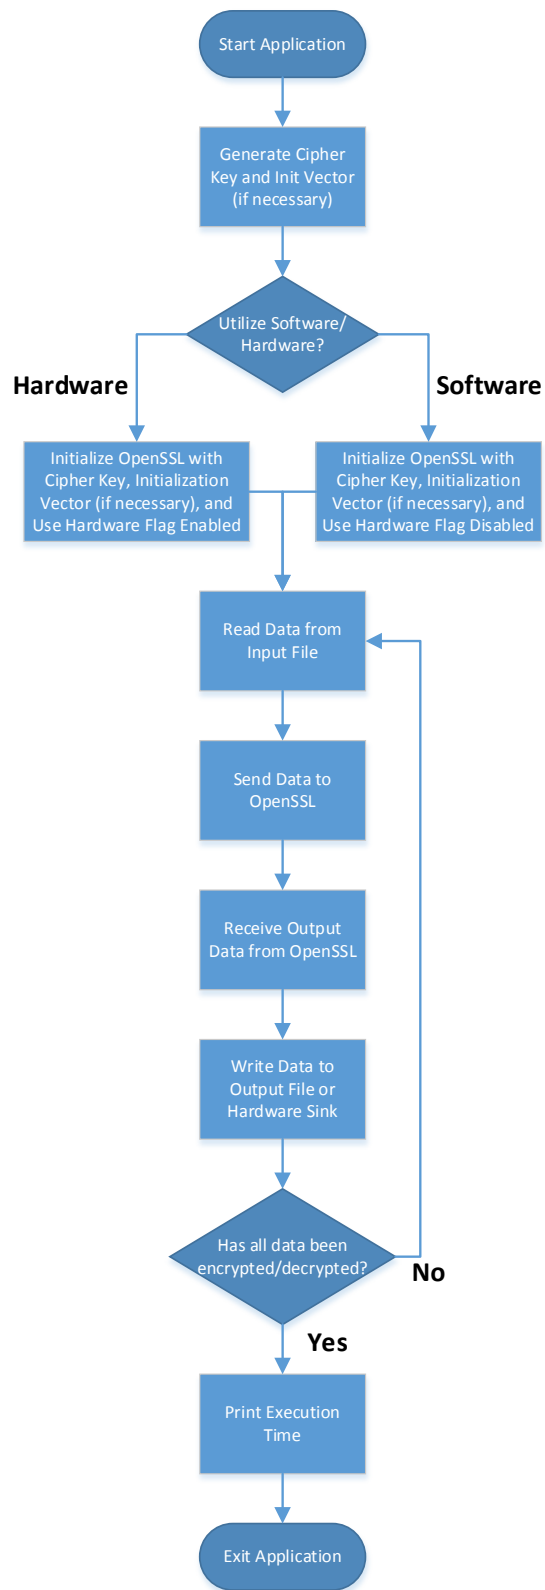 Start Application
Generate Cipher
Key and Init Vector
(if necessary)
Utilize Software/
Hardware?
Hardware
Software
Initialize OpenSSL with
Cipher Key, Initialization
Vector (if necessary), and
Use Hardware Flag Enabled
Initialize OpenSSL with
Cipher Key, Initialization
Vector (if necessary), and
Use Hardware Flag Disabled
Read Data from
Input File
Send Data to
OpenSSL
Receive Output
Data from OpenSSL
Write Data to
Output File or
Hardware Sink
Has all data been
encrypted/decrypted?
No
Yes
Print Execution
Time
Exit Application